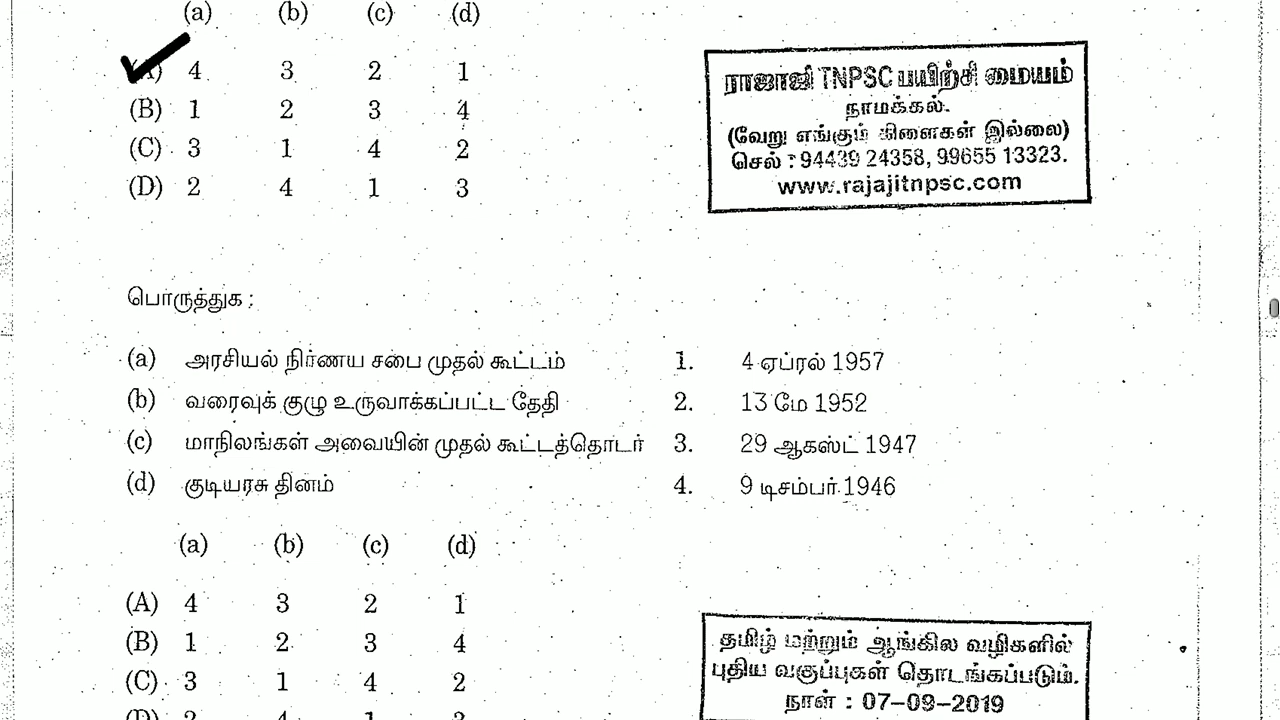 (a) (b) (c) (d)
(A) 4 3 2 1
(B) 1 2 3 4
(C) 3 1 4 2
(D) 2 4 1 3
ராஜாஜி TNPSC பயிற்சி மையம்
நாமக்கல்.
(வேறு எங்கும் கிளைகள் இல்லை)
செல் : 94439 24358, 99655 13323.
www.rajajitnpsc.com
பொருத்துக :
(a) அரசியல் நிர்ணய சபை முதல் கூட்டம் 1. 4 ஏப்ரல் 1957
(b) வரைவுக் குழு உருவாக்கப்பட்ட தேதி 2. 13 மே 1952
(c) மாநிலங்கள் அவையின் முதல் கூட்டத்தொடர் 3. 29 ஆகஸ்ட் 1947
(d) குடியரசு தினம் 4. 9 டிசம்பர் 1946
(a) (b) (c) (d)
(A) 4 3 2 1
(B) 1 2 3 4
(C) 3 1 4 2
(D) 2 4 1 3
தமிழ் மற்றும் ஆங்கில வழிகளில்
புதிய வகுப்புகள் தொடங்கப்படும்.
நாள் : 07-09-2019